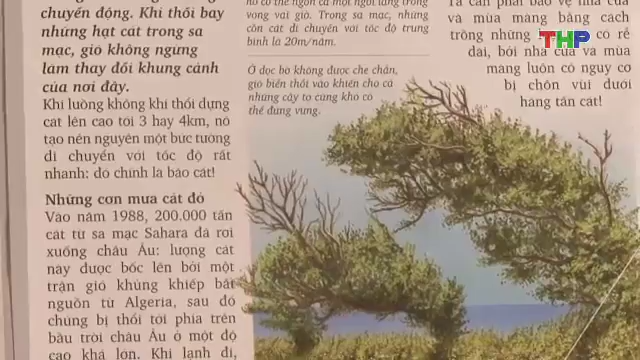 chuyển động. Khi thổi bay
những hạt cát trong sa
mạc, gió không ngừng
làm thay đổi khung cảnh
của nơi đây.
Khi luồng không khí thổi dựng
cát lên cao tới 3 hay 4km, nó
tạo nên nguyên một bức tường
di chuyển với tốc độ rất
nhanh: đó chính là bão cát!
Những cơn mưa cát đỏ
Vào năm 1988, 200.000 tấn
cát từ sa mạc Sahara đã rơi
xuống châu Âu: lượng cát
này được bốc lên bởi một
trận gió khủng khiếp bắt
nguồn từ Algeria, sau đó
chúng bị thổi tới phía trên
bầu trời châu Âu ở một độ
cao khá lớn. Khi lạnh đi,
vòng vài giờ. Trong sa mạc, những
cồn cát di chuyển với tốc độ trung
bình là 20m/năm.
Ở dọc bờ không được che chắn,
gió biển thổi vào khiến cho cả
những cây to cũng khó có
thể đứng vững.
Ta cần phải bảo vệ nhà cửa
và mùa màng bằng cách
trồng những có rễ
dài, bởi nhà cửa và mùa
màng luôn có nguy cơ
bị chôn vùi dưới
hàng tấn cát!
THP